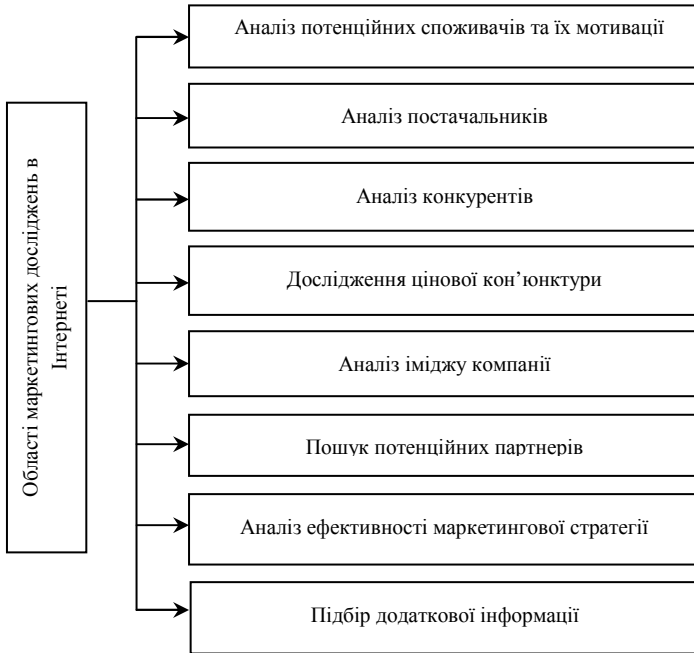 Області маркетингових досліджень в
Інтернеті
Аналіз потенційних споживачів та їх мотивації
Аналіз постачальників
Аналіз конкурентів
Дослідження цінової кон’юнктури
Аналіз іміджу компанії
Пошук потенційних партнерів
Аналіз ефективності маркетингової стратегії
Підбір додаткової інформації